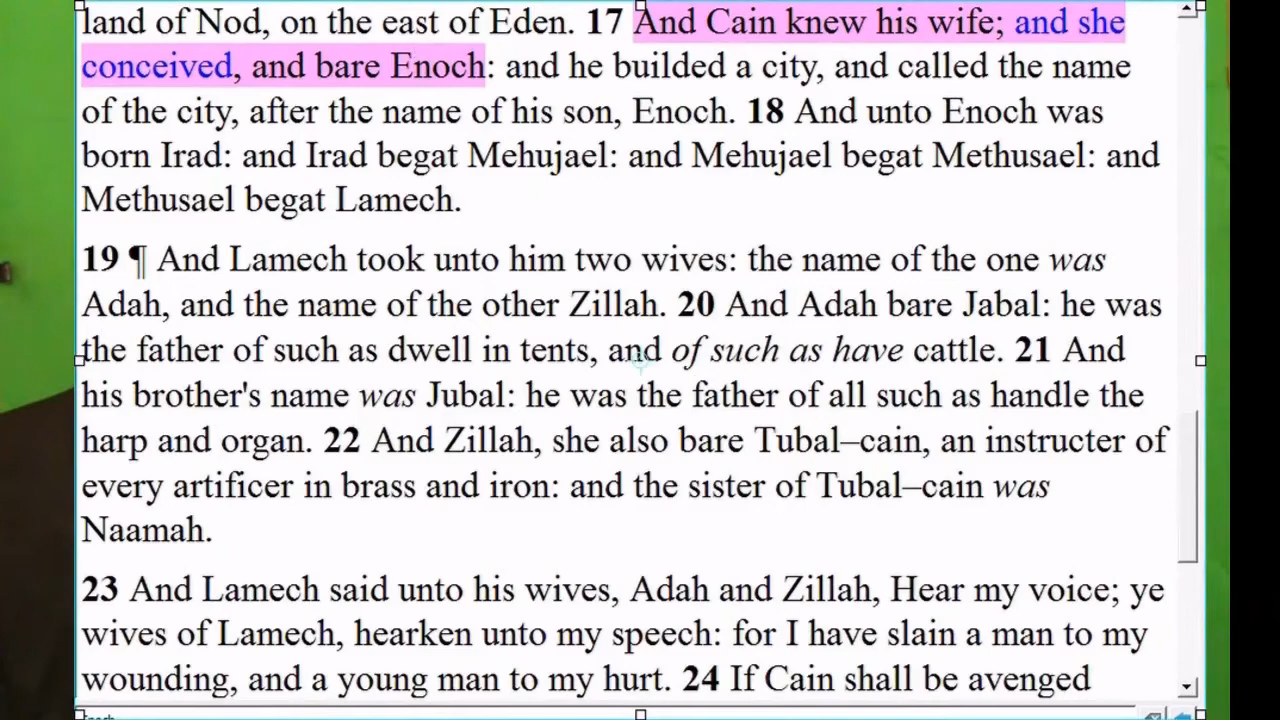 land of Nod, on the east of Eden. 17 And Cain knew his wife; and she
conceived, and bare Enoch: and he builded a city, and called the name
of the city, after the name of his son, Enoch. 18 And unto Enoch was
born Irad: and Irad begat Mehujael: and Mehujael begat Methusael: and
Methusael begat Lamech.
19 ¶ And Lamech took unto him two wives: the name of the one was
Adah, and the name of the other Zillah. 20 And Adah bare Jabal: he was
the father of such as dwell in tents, and of such as have cattle. 21 And
his brother's name was Jubal: he was the father of all such as handle the
harp and organ. 22 And Zillah, she also bare Tubal–cain, an instructer of
every artificer in brass and iron: and the sister of Tubal–cain was
Naamah.
23 And Lamech said unto his wives, Adah and Zillah, Hear my voice; ye
wives of Lamech, hearken unto my speech: for I have slain a man to my
wounding, and a young man to my hurt. 24 If Cain shall be avenged